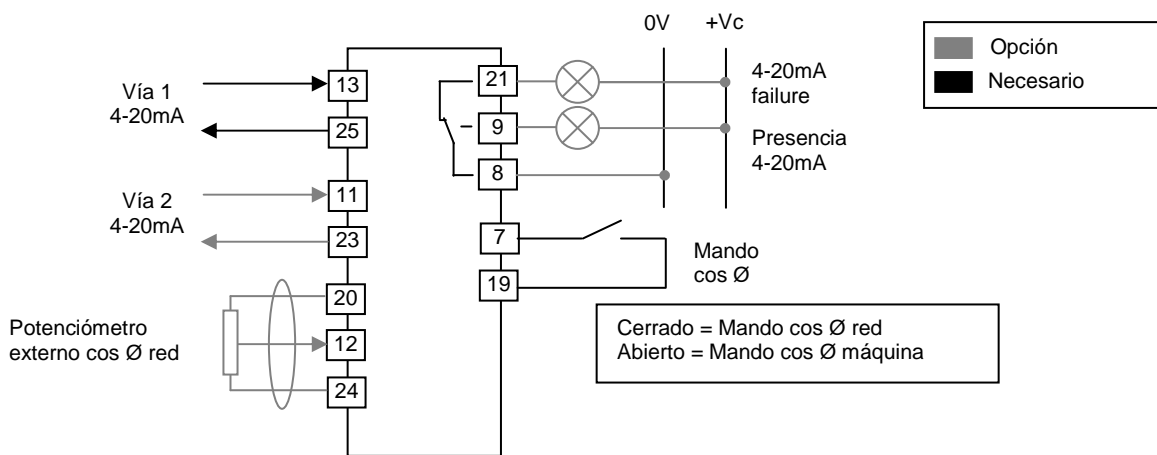 0V
+Vc
Opción
Necesario
Vía 1
4-20mA
13
25
21
9
8
4-20mA
failure
Presencia
4-20mA
Vía 2
4-20mA
11
23
7
19
Mando
cos Ø
Potenciómetro
externo cos Ø red
20
12
24
Cerrado = Mando cos Ø red
Abierto = Mando cos Ø máquina